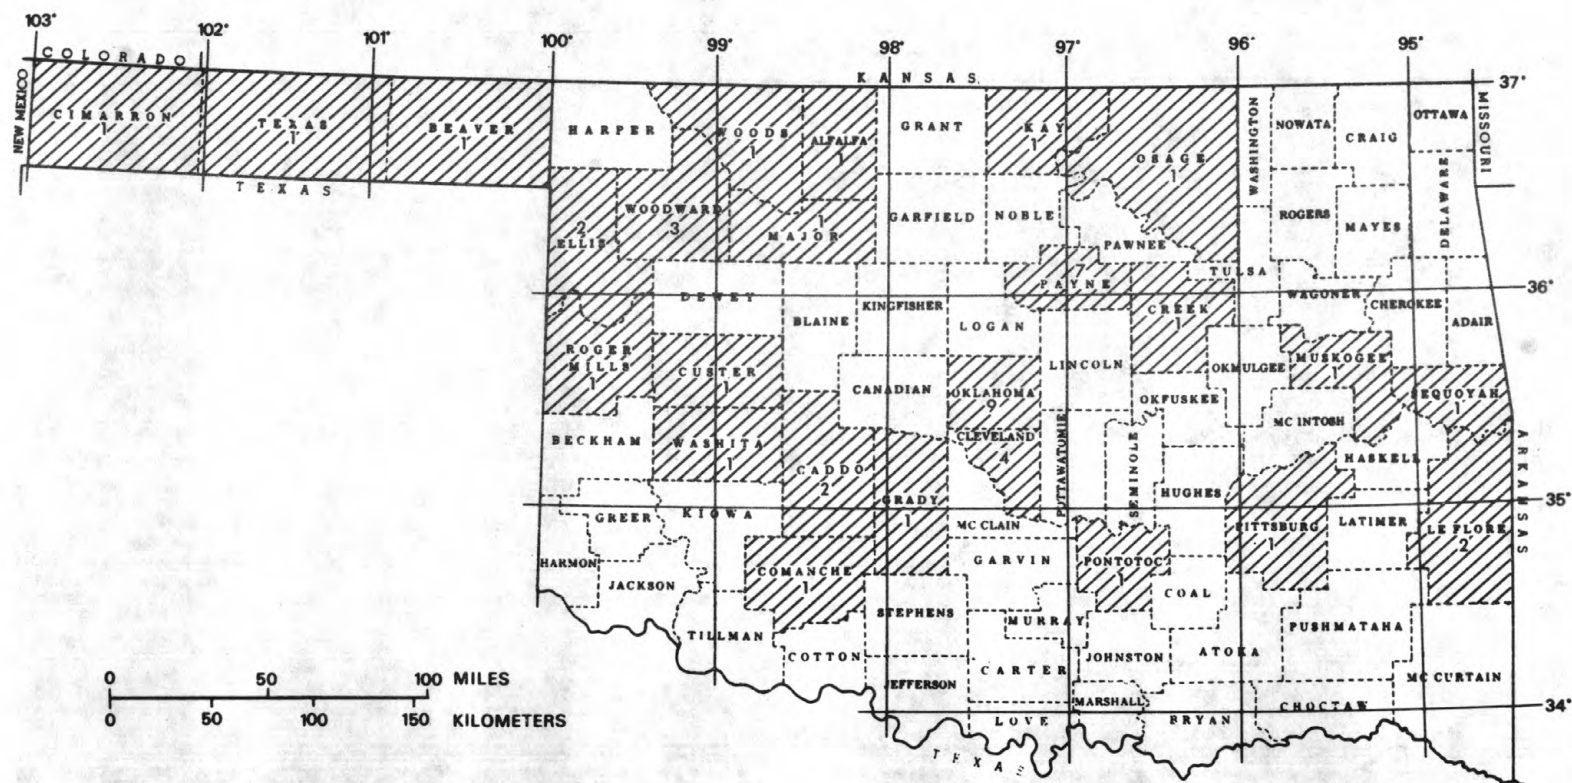 103°
102°
101°
100°
99°
98°
97°
96°
95°
COLORADO
KANSAS
37°
NEW MEXICO
MISSOURI
CIMARRON
1
TEXAS
1
BEAVER
1
HARPER
WOODS
1
ALFALFA
1
GRANT
KAY
1
OSAGE
1
WASHINGTON
NOWATA
CRAIG
OTTAWA
TEXAS
2
ELLIS
WOODWARD
3
1
MAJOR
GARFIELD
NOBLE
PAWNEE
ROGERS
MAYES
DELAWARE
DEWEY
BLAINE
KINGFISHER
LOGAN
7
PAYNE
CREEK
1
TULSA
WAGONER
CHEROKEE
ADAIR
36°
ROGER
MILLS
1
CUSTER
1
CANADIAN
OKLAHOMA
9
LINCOLN
OKMULGEE
MUSKOGEE
1
SEQUOYAH
1
OKFUSKEE
MC INTOSH
BECKHAM
WASHITA
1
CADDO
2
GRADY
1
CLEVELAND
4
POTTAWATOMIE
SEMINOLE
HUGHES
HASKELL
ARKANSAS
35°
GREER
KIOWA
MC CLAIN
PITTSBURG
1
LATIMER
LE FLORE
2
HARMON
JACKSON
COMANCHE
1
GARVIN
PONTOTOC
1
COAL
TILLMAN
STEPHENS
MURRAY
PUSHMATAHA
COTTON
CARTER
JOHNSTON
ATOKA
MC CURTAIN
JEFFERSON
MARSHALL
CHOCTAW
34°
LOVE
BRYAN
TEXAS
0 50 100 MILES
0 50 100 150 KILOMETERS